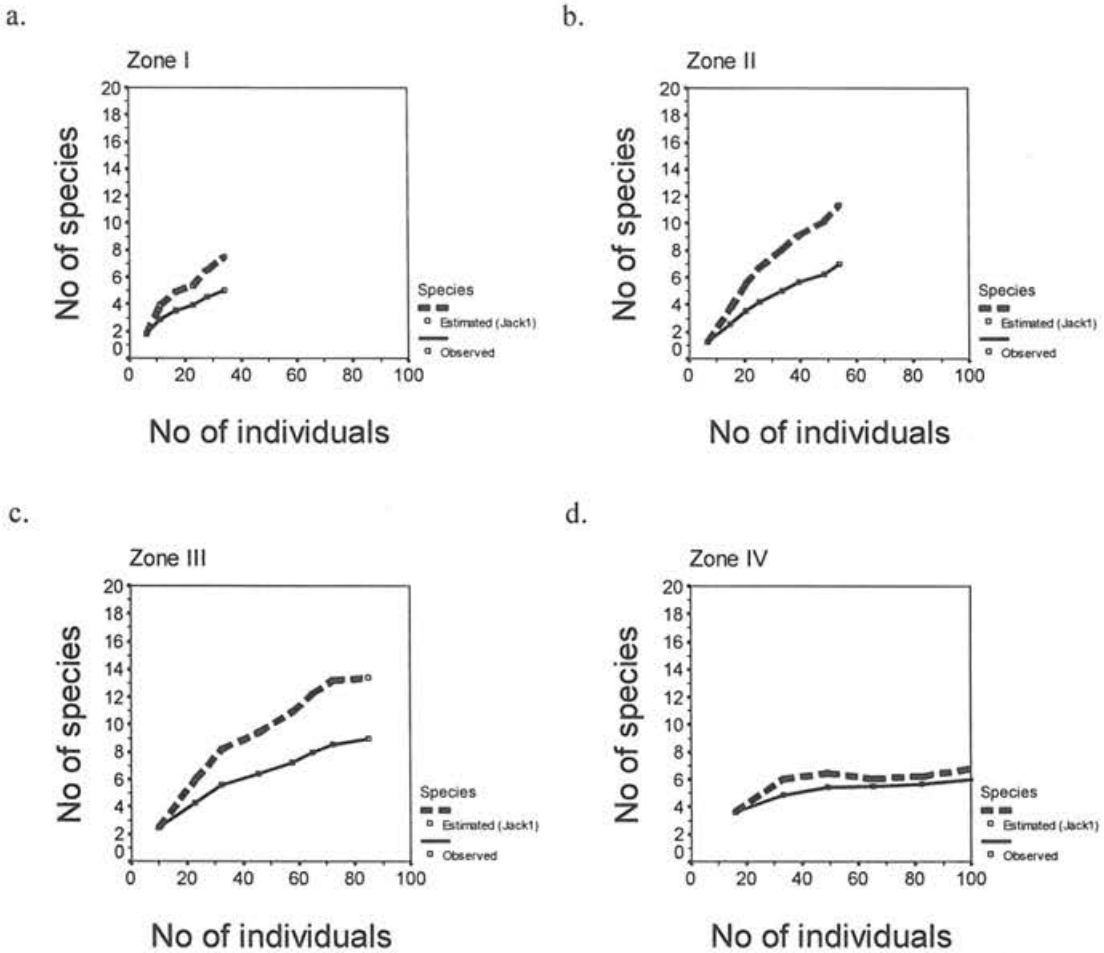 a.
Zone I
No of species
20
18
16
14
12
10
8
6
4
2
0
0 20 40 60 80 100
No of individuals
Species
Estimated (Jack1)
Observed
b.
Zone II
No of species
20
18
16
14
12
10
8
6
4
2
0
0 20 40 60 80 100
No of individuals
Species
Estimated (Jack1)
Observed
c.
Zone III
No of species
20
18
16
14
12
10
8
6
4
2
0
0 20 40 60 80 100
No of individuals
Species
Estimated (Jack1)
Observed
d.
Zone IV
No of species
20
18
16
14
12
10
8
6
4
2
0
0 20 40 60 80 100
No of individuals
Species
Estimated (Jack1)
Observed